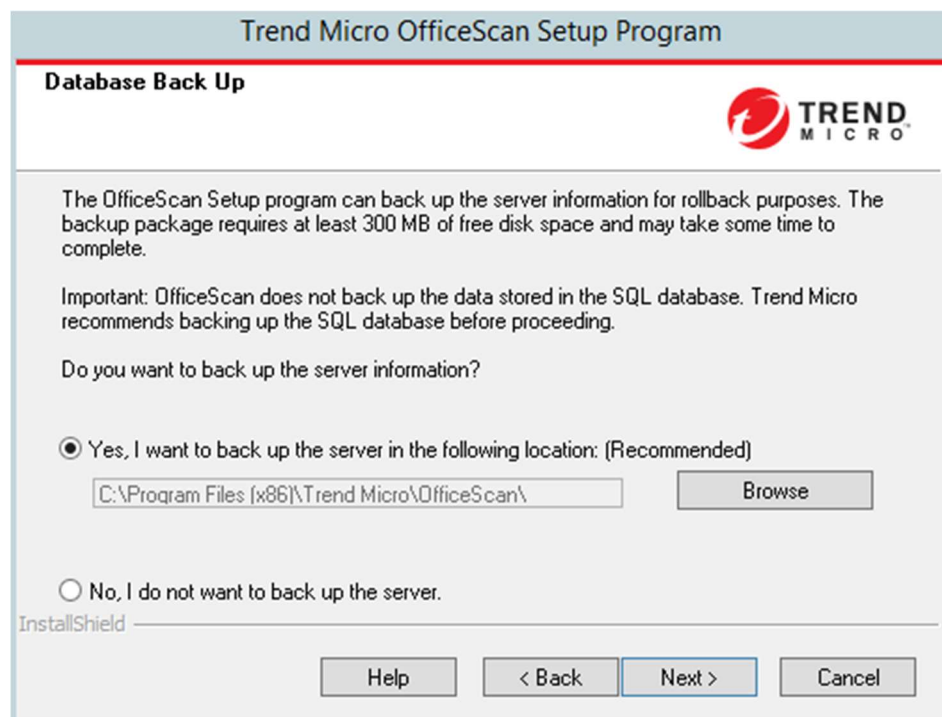 Trend Micro OfficeScan Setup Program
Database Back Up
TREND
MICRO™
The OfficeScan Setup program can back up the server information for rollback purposes. The
backup package requires at least 300 MB of free disk space and may take some time to
complete.
Important: OfficeScan does not back up the data stored in the SQL database. Trend Micro
recommends backing up the SQL database before proceeding.
Do you want to back up the server information?
Yes, I want to back up the server in the following location: (Recommended)
C:\Program Files (x86)\Trend Micro\OfficeScan\
Browse
No, I do not want to back up the server.
InstallShield
Help
< Back
Next >
Cancel